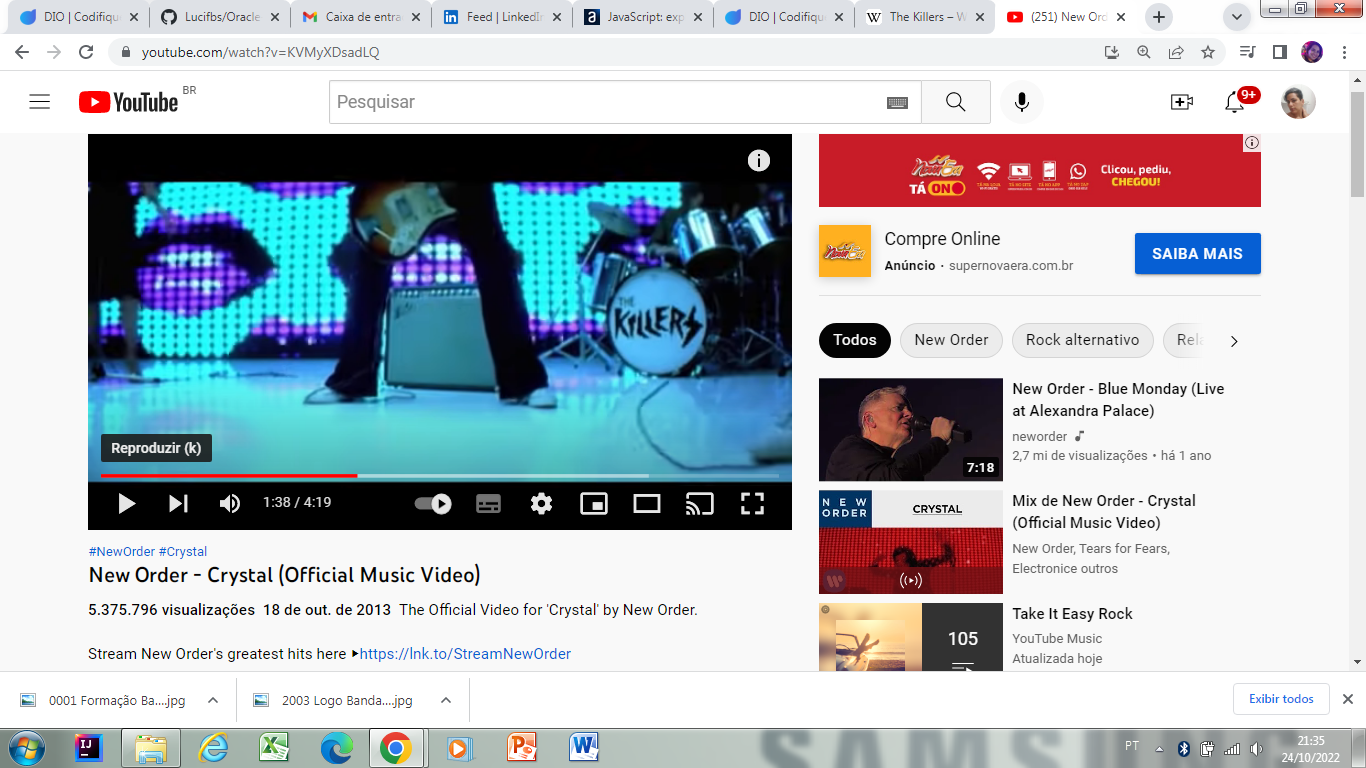 DIO | Codifiqu
Lucifbs/Oracle
Caixa de entra
Feed | LinkedI
JavaScript: exp
DIO | Codifiqu
The Killers – W
(251) New Ord
youtube.com/watch?v=KVMyXDsadLQ
YouTube BR
Pesquisar
9+
THE
KILLERS
Reproduzir (k)
1:38 / 4:19
#NewOrder #Crystal
New Order - Crystal (Official Music Video)
5.375.796 visualizações 18 de out. de 2013 The Official Video for 'Crystal' by New Order.
Stream New Order's greatest hits here ▶https://lnk.to/StreamNewOrder
TÁ ON
Clicou, pediu,
CHEGOU!
Compre Online
Anúncio · supernovaera.com.br
SAIBA MAIS
Todos
New Order
Rock alternativo
Rela
New Order - Blue Monday (Live
at Alexandra Palace)
neworder
2,7 mi de visualizações • há 1 ano
7:18
NEW
ORDER
CRYSTAL
Mix de New Order - Crystal
(Official Music Video)
New Order, Tears for Fears,
Electronice outros
105
Take It Easy Rock
YouTube Music
Atualizada hoje
0001 Formação Ba....jpg
2003 Logo Banda....jpg
Exibir todos
SAMSUNG
PT
21:35
24/10/2022